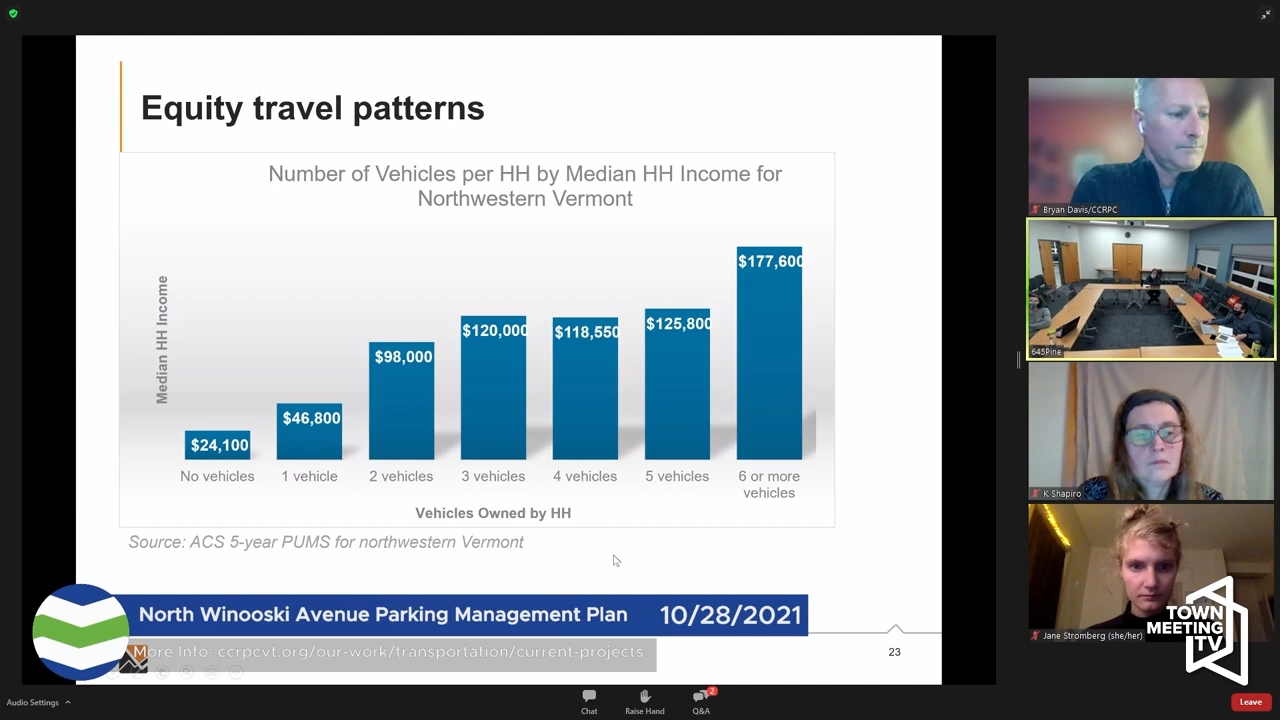 Equity travel patterns
Number of Vehicles per HH by Median HH Income for
Northwestern Vermont
Median HH Income
$24,100
$46,800
$98,000
$120,000
$118,550
$125,800
$177,600
No vehicles
1 vehicle
2 vehicles
3 vehicles
4 vehicles
5 vehicles
6 or more
vehicles
Vehicles Owned by HH
Source: ACS 5-year PUMS for northwestern Vermont
North Winooski Avenue Parking Management Plan 10/28/2021
More Info: ccrpcvt.org/our-work/transportation/current-projects
23
Bryan Davis/CCRPC
645Pine
K Shapiro
Jane Stromberg (she/her)
TOWN
MEETING
TV
Audio Settings
Chat
Raise Hand
Q&A
2
Leave